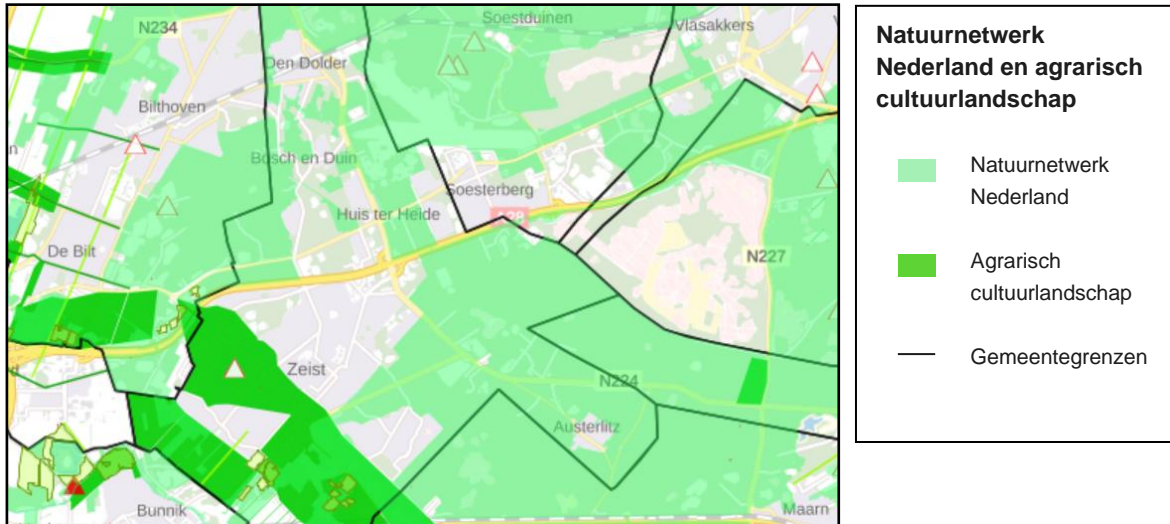 Soestduinen
Vlasakkers
N234
Den Dolder
Bilthoven
n
Bosch en Duin
Soesterberg
Huis ter Heide
A28
De Bilt
N227
Zeist
N224
Austerlitz
Bunnik
Maarn
Natuurnetwerk
Nederland en agrarisch
cultuurlandschap
Natuurnetwerk
Nederland
Agrarisch
cultuurlandschap
Gemeentegrenzen